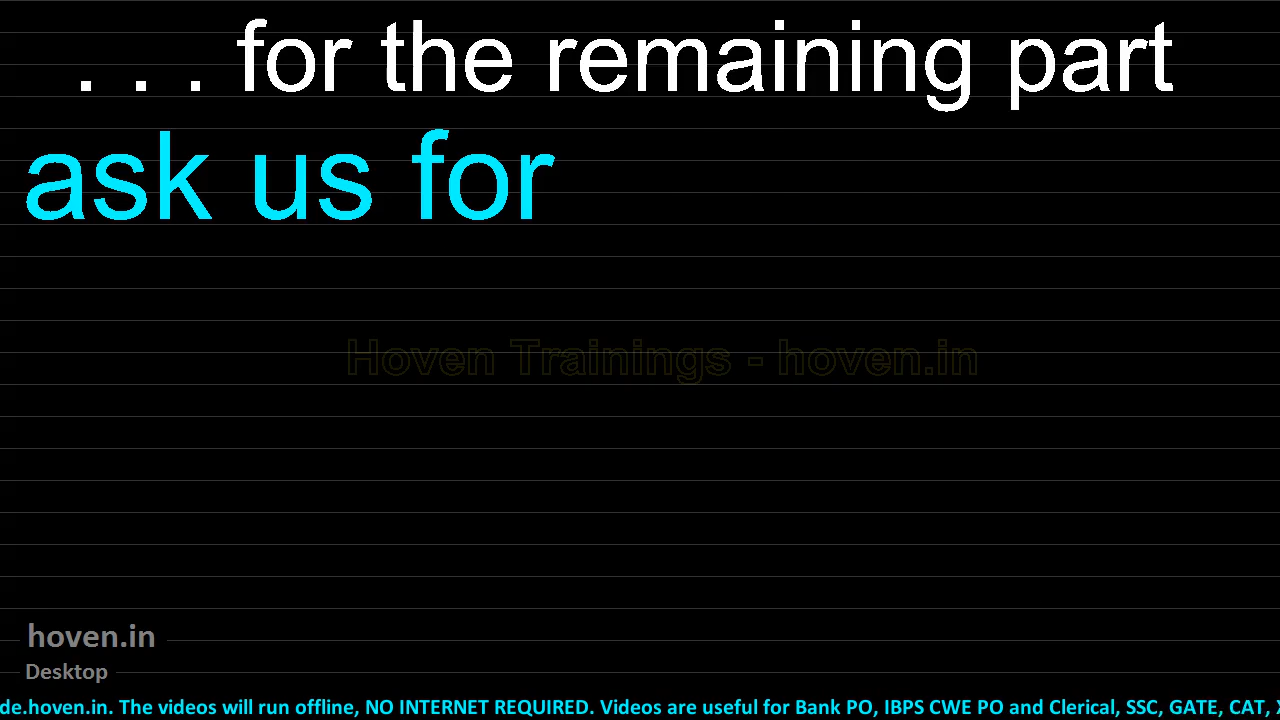 . . . for the remaining part
ask us for
Hoven Trainings - hoven.in
hoven.in
Desktop
de.hoven.in. The videos will run offline, NO INTERNET REQUIRED. Videos are useful for Bank PO, IBPS CWE PO and Clerical, SSC, GATE, CAT,